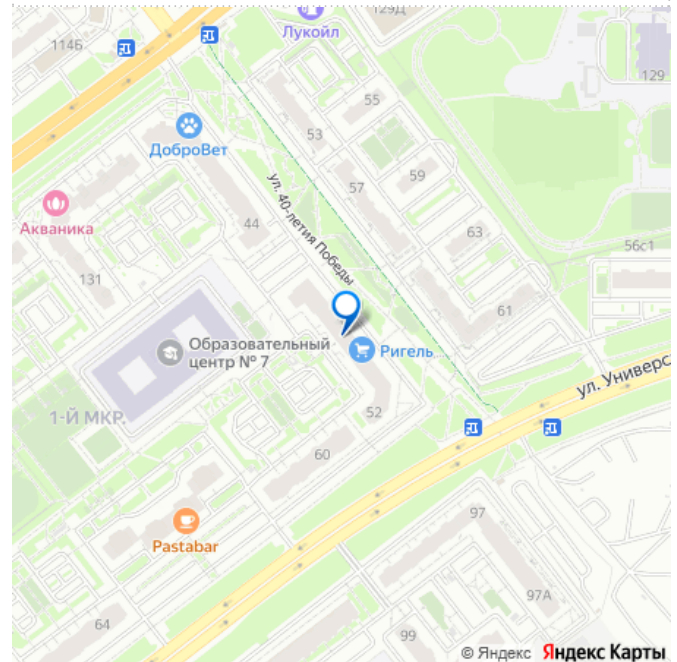 129Д
114Б
Лукойл
129
55
53
ДоброВет
57
59
ул. 40-летия Победы
Акваника
44
63
56с1
131
61
Образовательный
центр № 7
Ригель...
ул. Универс
1-Й МКР.
52
60
97
Pastabar
97А
64
99
© Яндекс Яндекс Карты